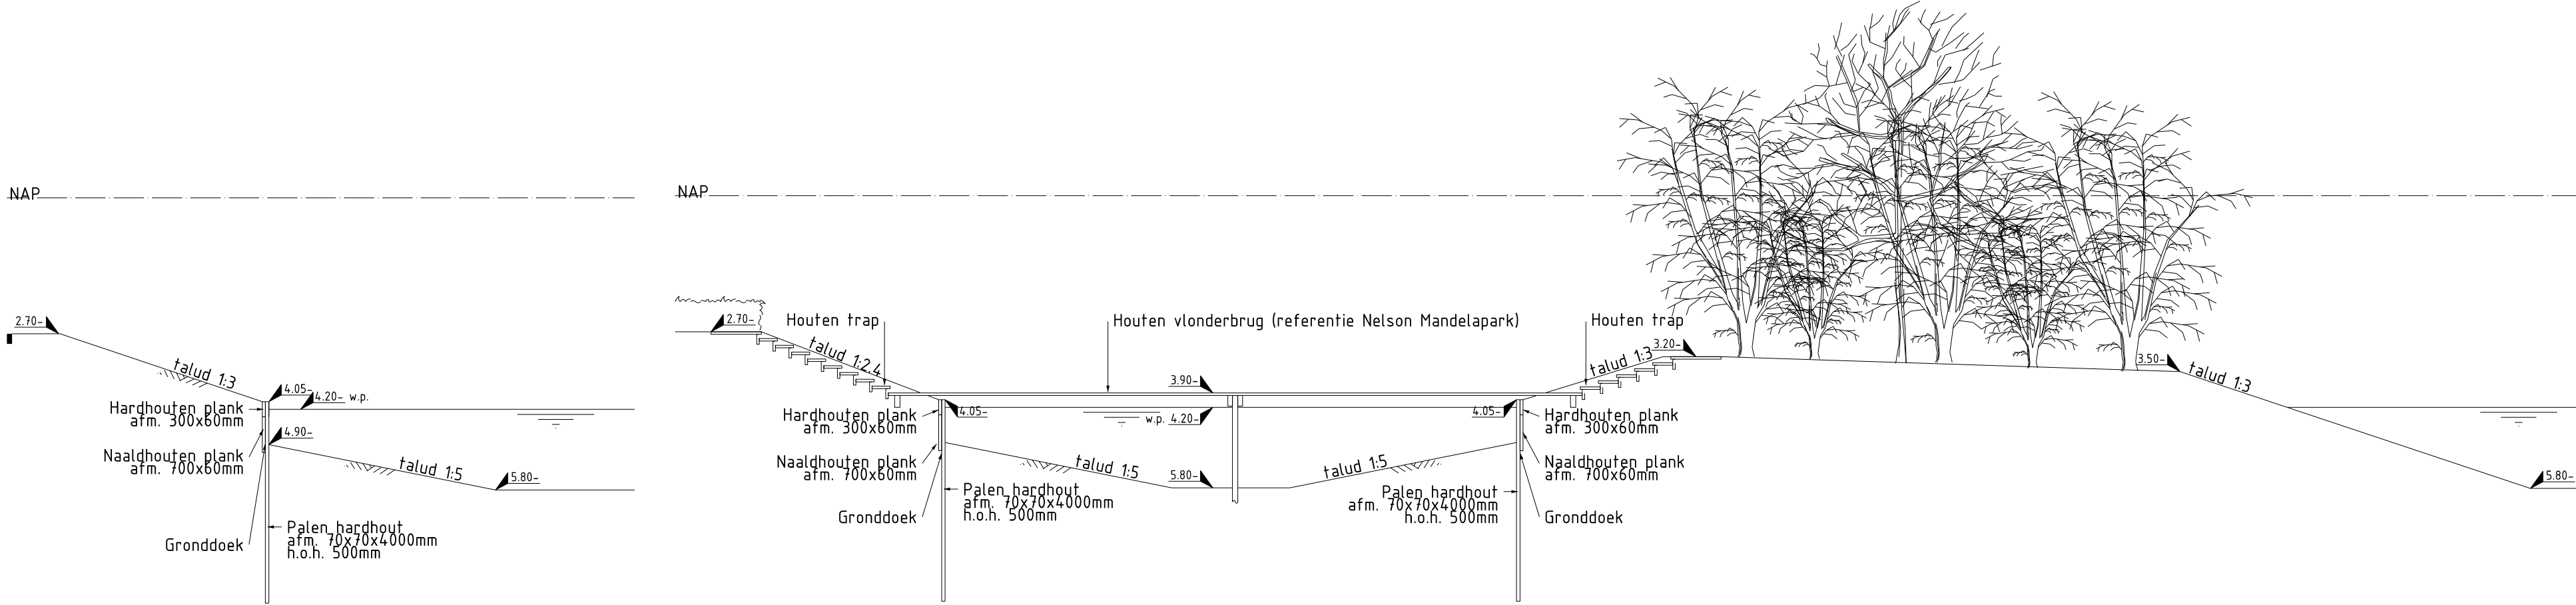 NAP
2.70-
talud 1:3
4.05-
4.20- w.p.
Hardhouten plank
afm. 300x60mm
4.90-
Naaldhouten plank
afm. 700x60mm
talud 1:5
5.80-
Palen hardhout
afm. 70x70x4000mm
h.o.h. 500mm
Gronddoek
NAP
2.70-
Houten trap
talud 1:2.4
Houten vlonderbrug (referentie Nelson Mandelapark)
Houten trap
3.20-
talud 1:3
3.50-
talud 1:3
3.90-
Hardhouten plank
afm. 300x60mm
4.05-
w.p. 4.20-
4.05-
Hardhouten plank
afm. 300x60mm
Naaldhouten plank
afm. 700x60mm
talud 1:5
5.80-
talud 1:5
Naaldhouten plank
afm. 700x60mm
5.80-
Palen hardhout
afm. 70x70x4000mm
h.o.h. 500mm
Gronddoek
Palen hardhout
afm. 70x70x4000mm
h.o.h. 500mm
Gronddoek